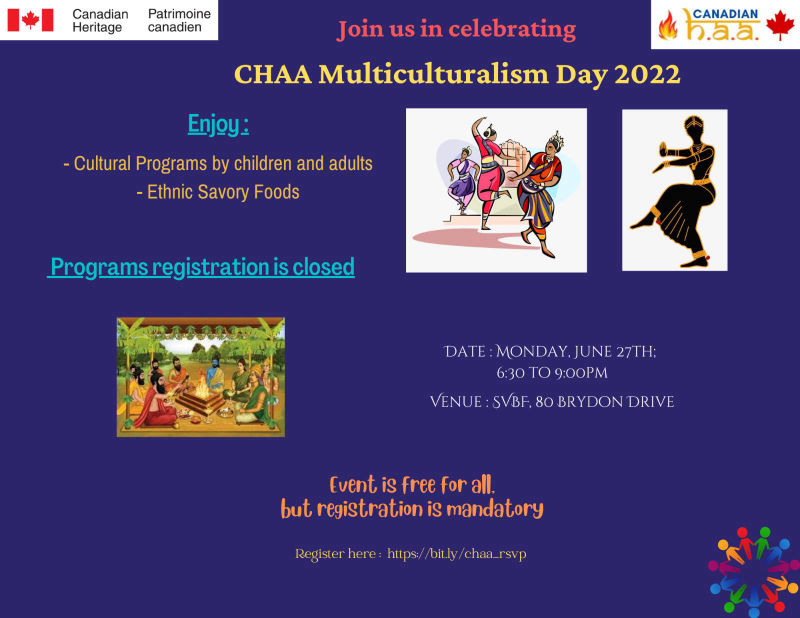 Canadian Heritage
Patrimoine canadien
CANADIAN
h.a.a.
Join us in celebrating
CHAA Multiculturalism Day 2022
Enjoy :
- Cultural Programs by children and adults
- Ethnic Savory Foods
Programs registration is closed
Date : Monday, June 27th;
6:30 to 9:00pm
Venue : SVBF, 80 Brydon Drive
Event is free for all,
but registration is mandatory
Register here : https://bit.ly/chaa_rsvp